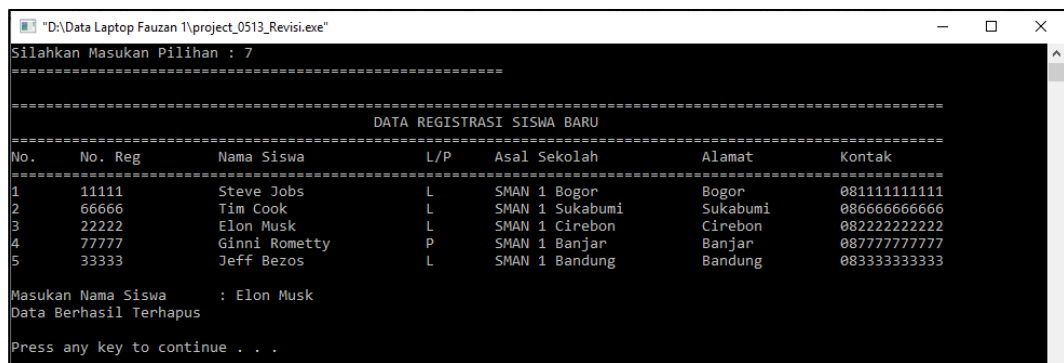 "D:\Data Laptop Fauzan 1\project_0513_Revisi.exe"
Silahkan Masukan Pilihan : 7
=========================================================
============================================================================================================
DATA REGISTRASI SISWA BARU
============================================================================================================
No. No. Reg Nama Siswa L/P Asal Sekolah Alamat Kontak
============================================================================================================
1 11111 Steve Jobs L SMAN 1 Bogor Bogor 081111111111
2 66666 Tim Cook L SMAN 1 Sukabumi Sukabumi 086666666666
3 22222 Elon Musk L SMAN 1 Cirebon Cirebon 082222222222
4 77777 Ginni Rometty P SMAN 1 Banjar Banjar 087777777777
5 33333 Jeff Bezos L SMAN 1 Bandung Bandung 083333333333
Masukan Nama Siswa : Elon Musk
Data Berhasil Terhapus
Press any key to continue . . .